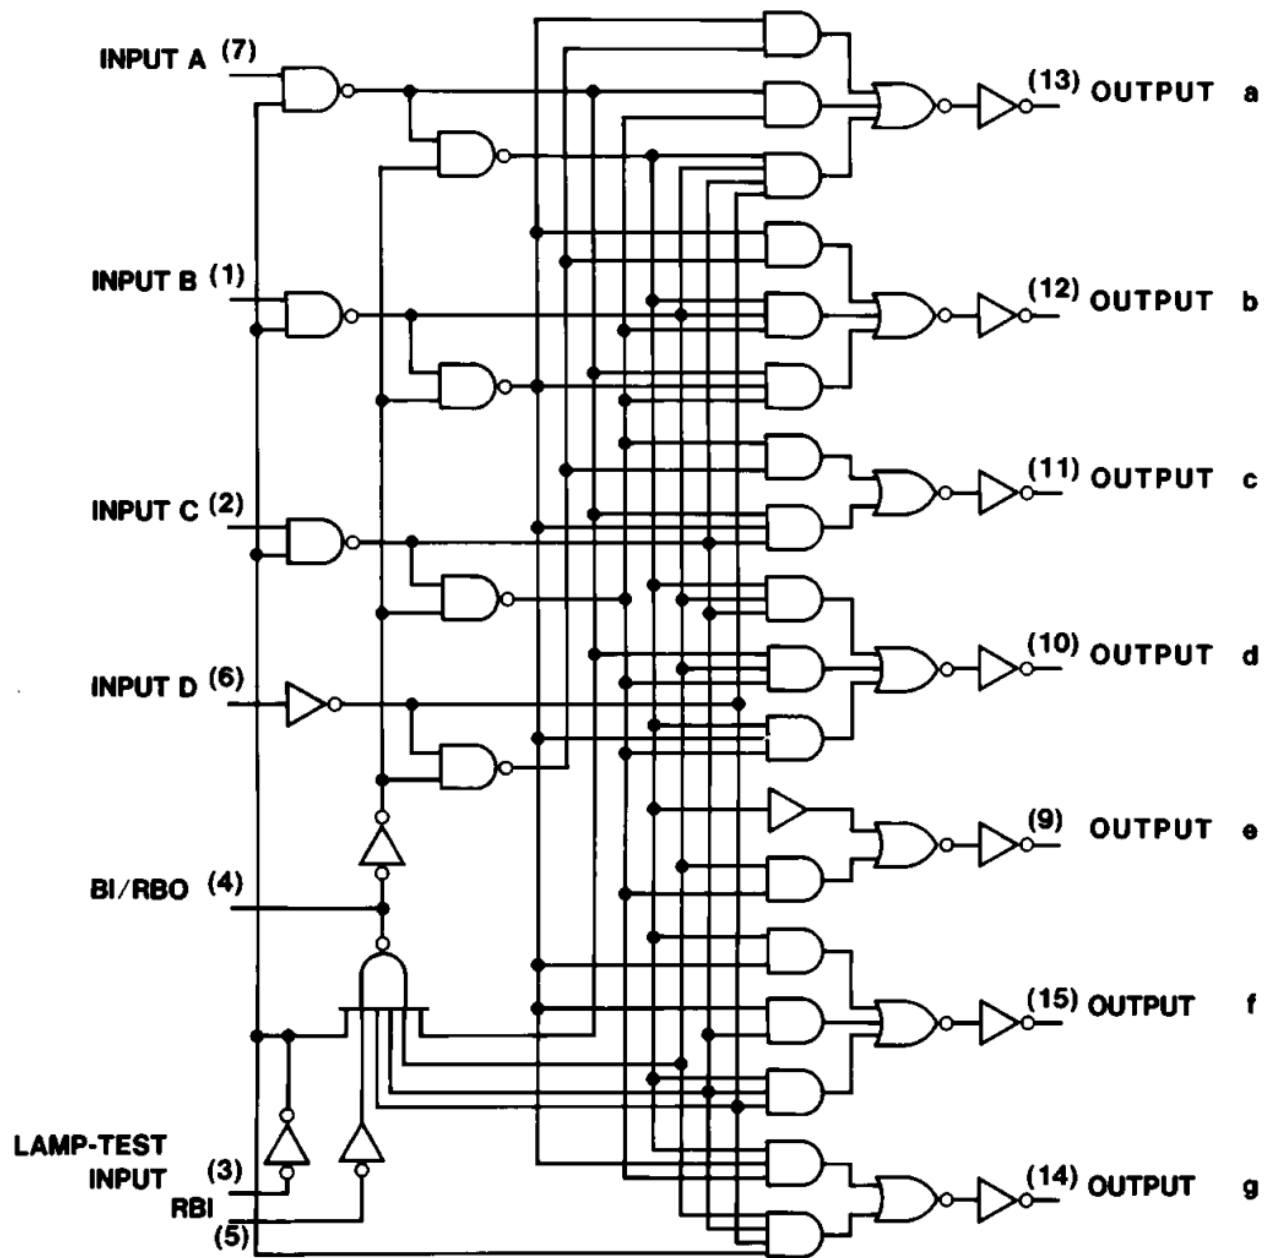 INPUT A (7)
(13) OUTPUT a
INPUT B (1)
(12) OUTPUT b
(11) OUTPUT c
INPUT C (2)
(10) OUTPUT d
INPUT D (6)
(9) OUTPUT e
BI/RBO (4)
(15) OUTPUT f
LAMP-TEST
INPUT (3)
(14) OUTPUT g
RBI
(5)